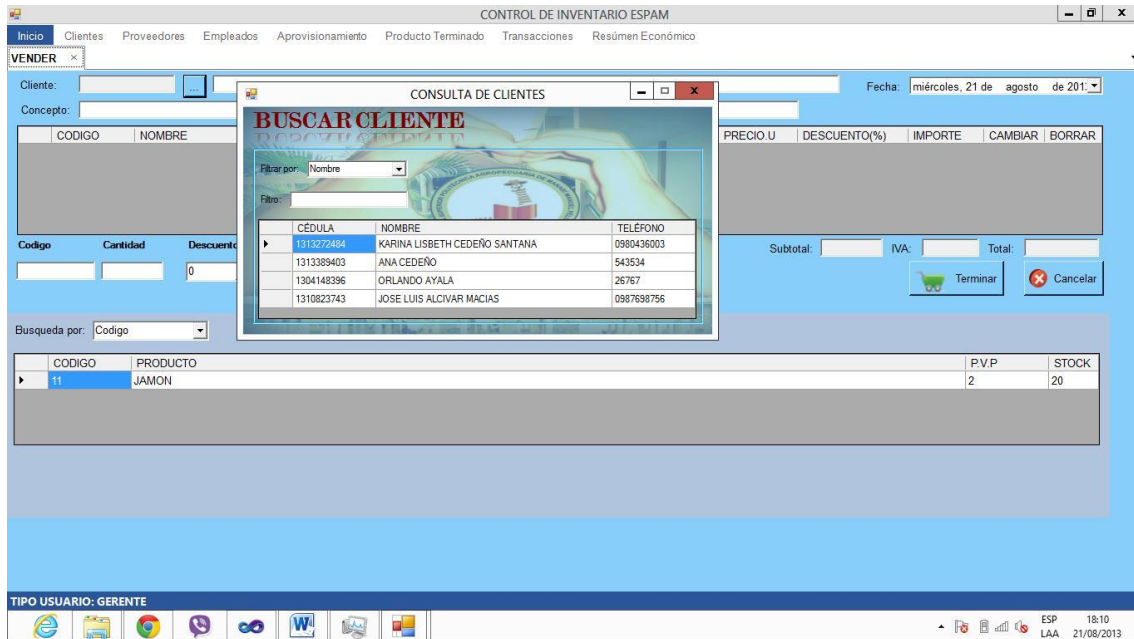 CONTROL DE INVENTARIO ESPAM
Inicio Clientes Proveedores Empleados Aprovisionamiento Producto Terminado Transacciones Resúmen Económico
VENDER
Cliente: ... Fecha: miércoles, 21 de agosto de 201
Concepto:
CODIGO NOMBRE PRECIO.U DESCUENTO(%) IMPORTE CAMBIAR BORRAR
Codigo Cantidad Descuento Subtotal: IVA: Total:
0
Terminar Cancelar
CONSULTA DE CLIENTES
BUSCAR CLIENTE
Filtrar por: Nombre
Filtro:
CÉDULA NOMBRE TELÉFONO
1313272484 KARINA LISBETH CEDEÑO SANTANA 0980436003
1313389403 ANA CEDEÑO 543534
1304148396 ORLANDO AYALA 26767
1310823743 JOSE LUIS ALCIVAR MACIAS 0987698756
Busqueda por: Codigo
CODIGO PRODUCTO P.V.P STOCK
11 JAMON 2 20
TIPO USUARIO: GERENTE
ESP 18:10
LAA 21/08/2013